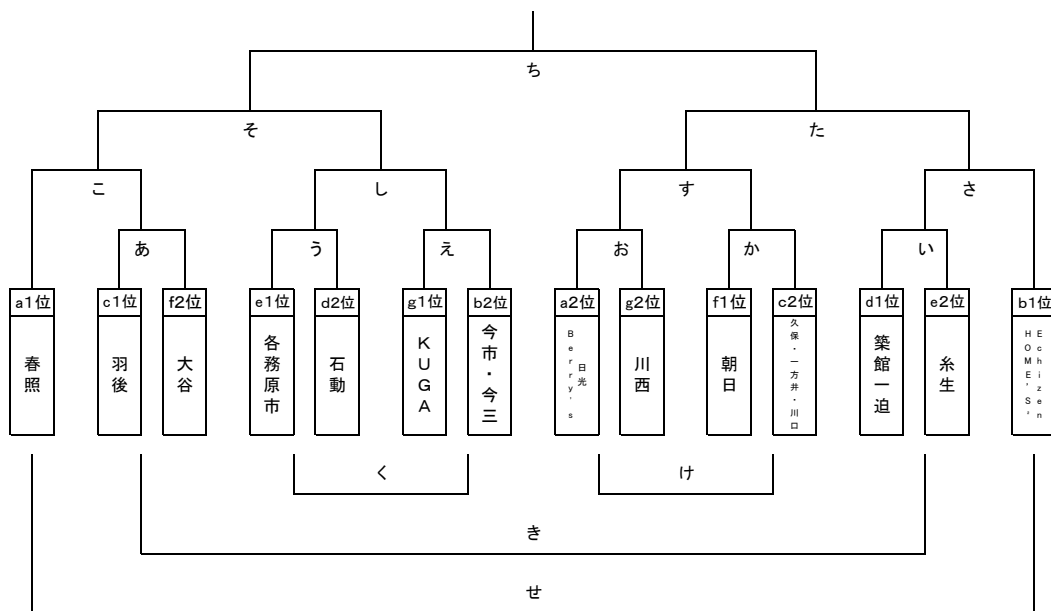 ち
そ
た
こ
し
す
さ
あ
う
え
お
か
い
a1位
c1位
f2位
e1位
d2位
g1位
b2位
a2位
g2位
f1位
c2位
d1位
e2位
b1位
春照
羽後
大谷
各務原市
石動
KUGA
今市・今三
日光
Berry's
川西
朝日
久保・一方井・川口
築館一迫
糸生
Echizen
HOME'S²
く
け
き
せ